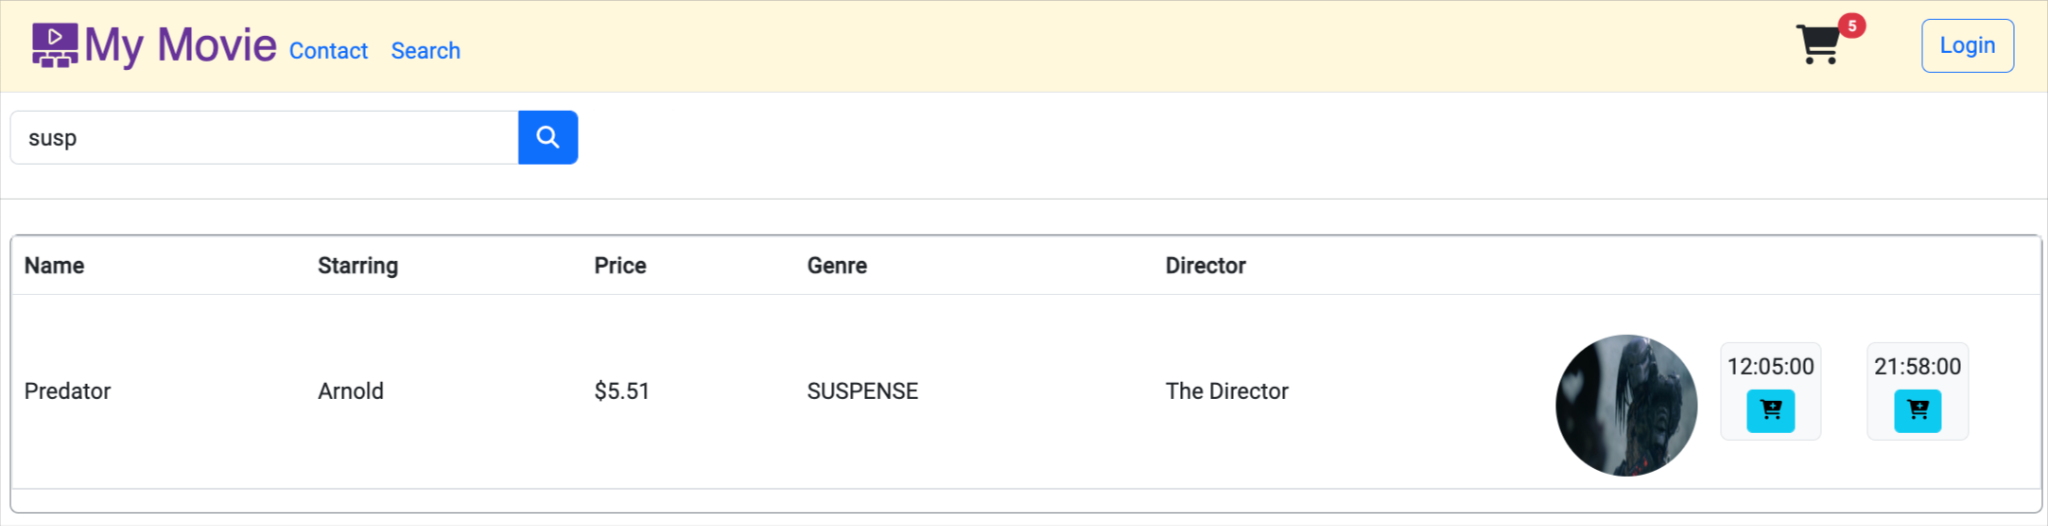 My Movie Contact Search 5 Login
susp
Name Starring Price Genre Director
Predator Arnold $5.51 SUSPENSE The Director 12:05:00 21:58:00